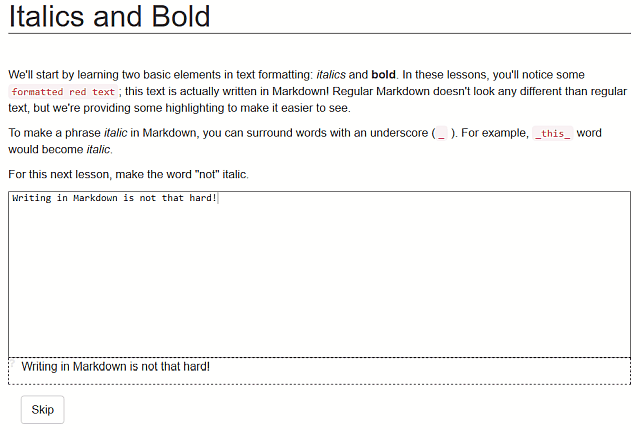 Italics and Bold
We'll start by learning two basic elements in text formatting: italics and bold. In these lessons, you'll notice some
formatted red text ; this text is actually written in Markdown! Regular Markdown doesn't look any different than regular
text, but we're providing some highlighting to make it easier to see.
To make a phrase italic in Markdown, you can surround words with an underscore ( _ ). For example, _this_ word
would become italic.
For this next lesson, make the word "not" italic.
Writing in Markdown is not that hard!
Writing in Markdown is not that hard!
Skip